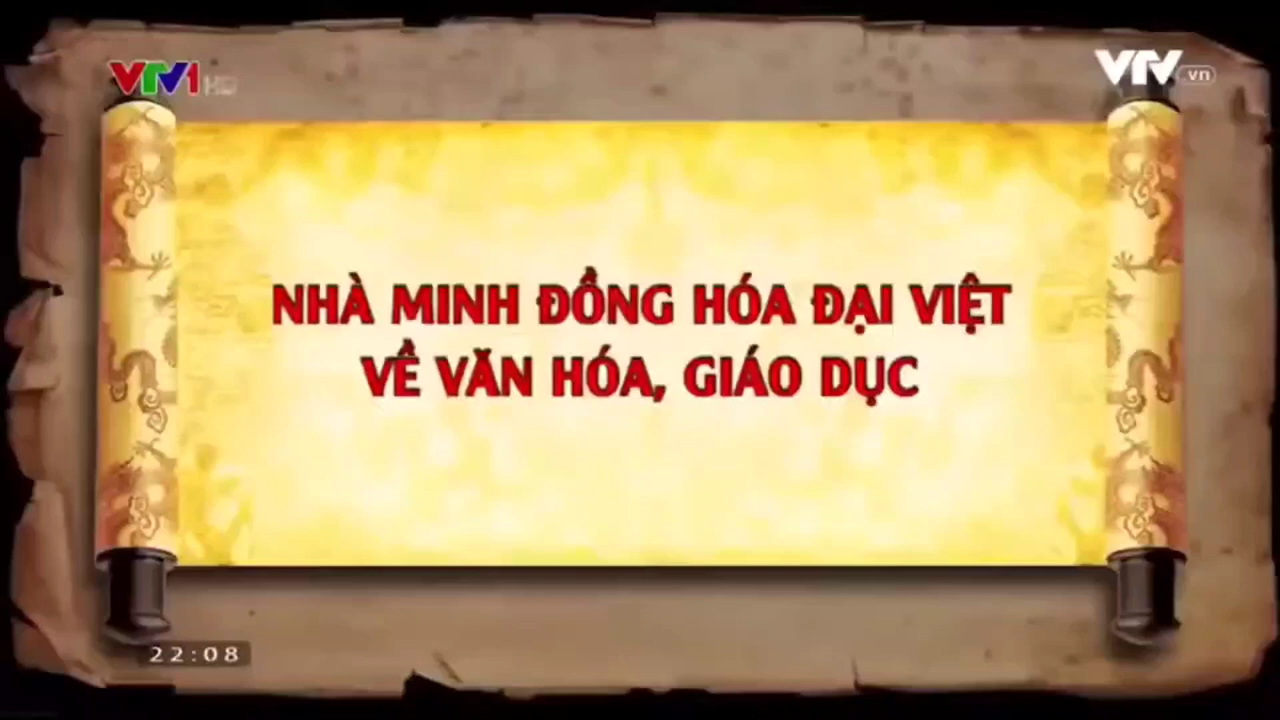 VTV1 HD
VTV.vn
NHÀ MINH ĐỒNG HÓA ĐẠI VIỆT
VỀ VĂN HÓA, GIÁO DỤC
22:08